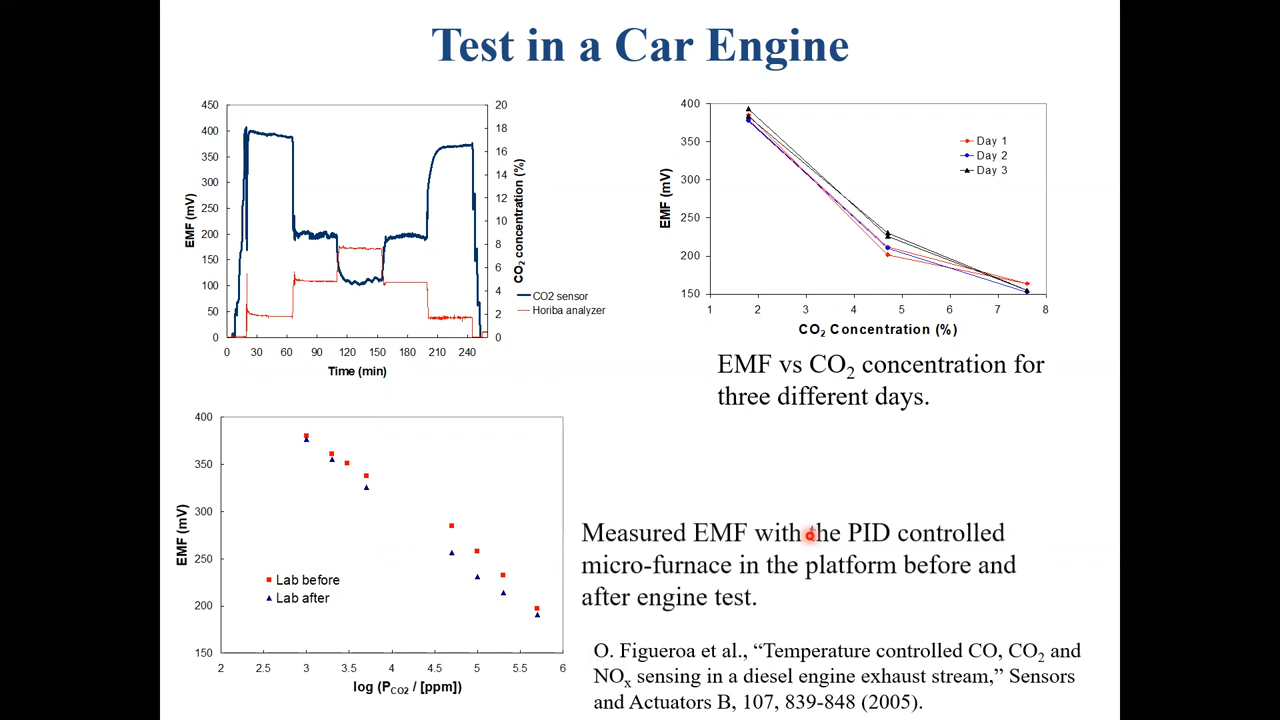 Test in a Car Engine
450
400
350
300
250
200
150
100
50
0
EMF (mV)
20
18
16
14
12
10
8
6
4
2
0
CO₂ concentration (%)
0 30 60 90 120 150 180 210 240
Time (min)
CO2 sensor
Horiba analyzer
400
350
300
250
200
150
EMF (mV)
Day 1
Day 2
Day 3
1 2 3 4 5 6 7 8
CO₂ Concentration (%)
EMF vs CO₂ concentration for
three different days.
400
350
300
250
200
150
EMF (mV)
Lab before
Lab after
2 2.5 3 3.5 4 4.5 5 5.5 6
log (P_CO2 / [ppm])
Measured EMF with the PID controlled
micro-furnace in the platform before and
after engine test.
O. Figueroa et al., “Temperature controlled CO, CO₂ and
NOₓ sensing in a diesel engine exhaust stream,” Sensors
and Actuators B, 107, 839-848 (2005).